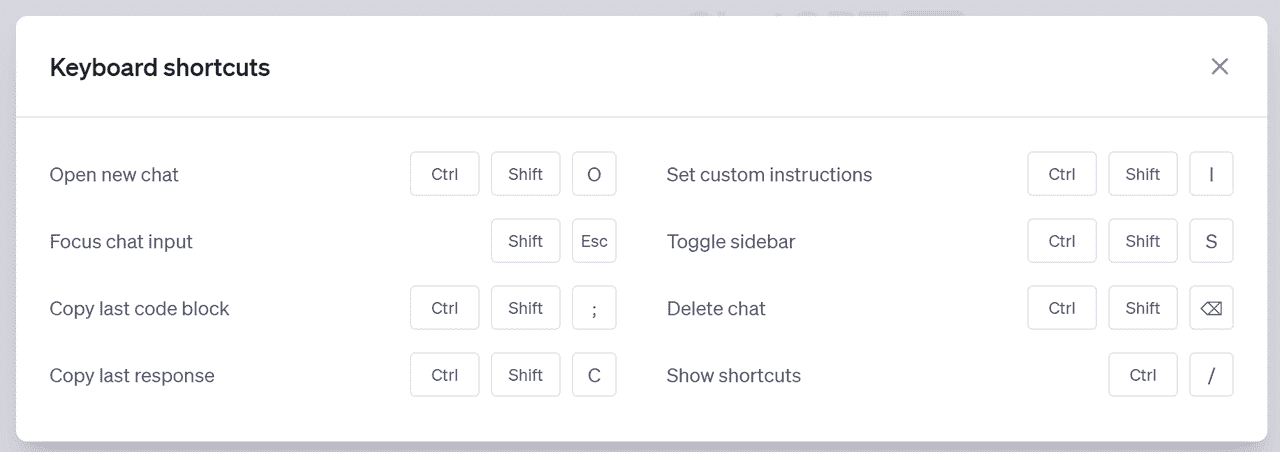 Keyboard shortcuts
Open new chat Ctrl Shift O
Set custom instructions Ctrl Shift I
Focus chat input Shift Esc
Toggle sidebar Ctrl Shift S
Copy last code block Ctrl Shift ;
Delete chat Ctrl Shift ⌫
Copy last response Ctrl Shift C
Show shortcuts Ctrl /